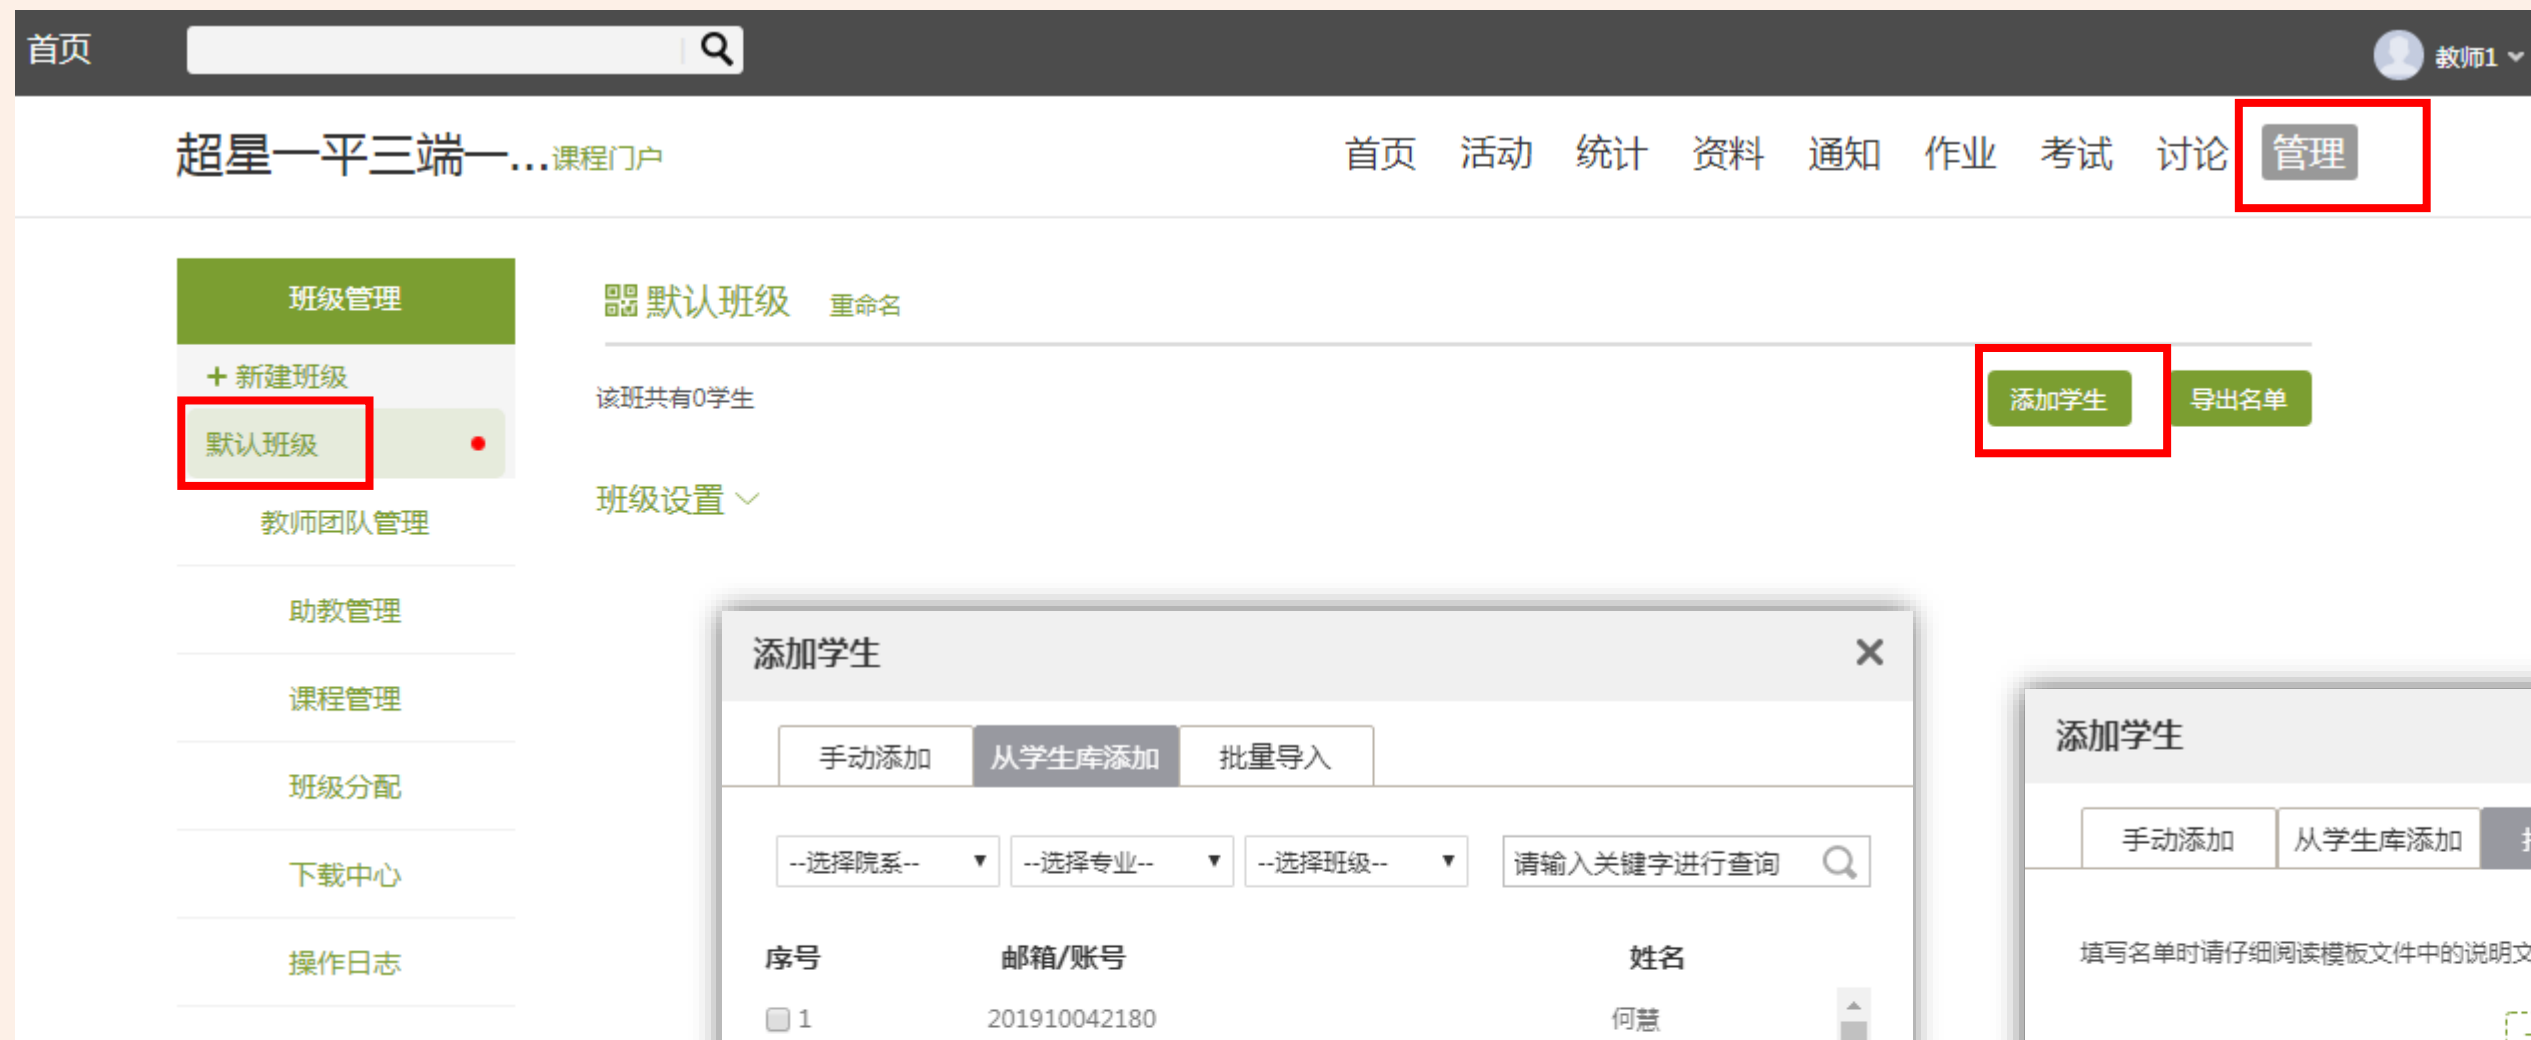 首页
教师1
超星一平三端一...课程门户
首页 活动 统计 资料 通知 作业 考试 讨论 管理
班级管理
+ 新建班级
默认班级
教师团队管理
助教管理
课程管理
班级分配
下载中心
操作日志
默认班级 重命名
该班共有0学生
添加学生 导出名单
班级设置
添加学生
手动添加 从学生库添加 批量导入
--选择院系-- --选择专业-- --选择班级-- 请输入关键字进行查询
序号 邮箱/账号 姓名
1 201910042180 何慧
添加学生
手动添加 从学生库添加
填写名单时请仔细阅读模板文件中的说明文